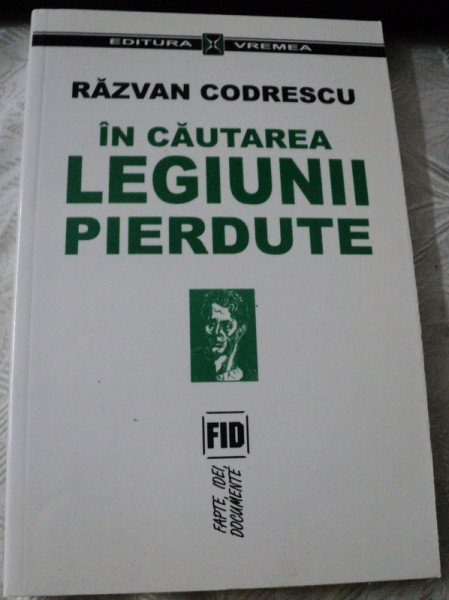 EDITURA VREMEA
RĂZVAN CODRESCU
ÎN CĂUTAREA
LEGIUNII
PIERDUTE
FID
FAPTE, IDEI,
DOCUMENTE